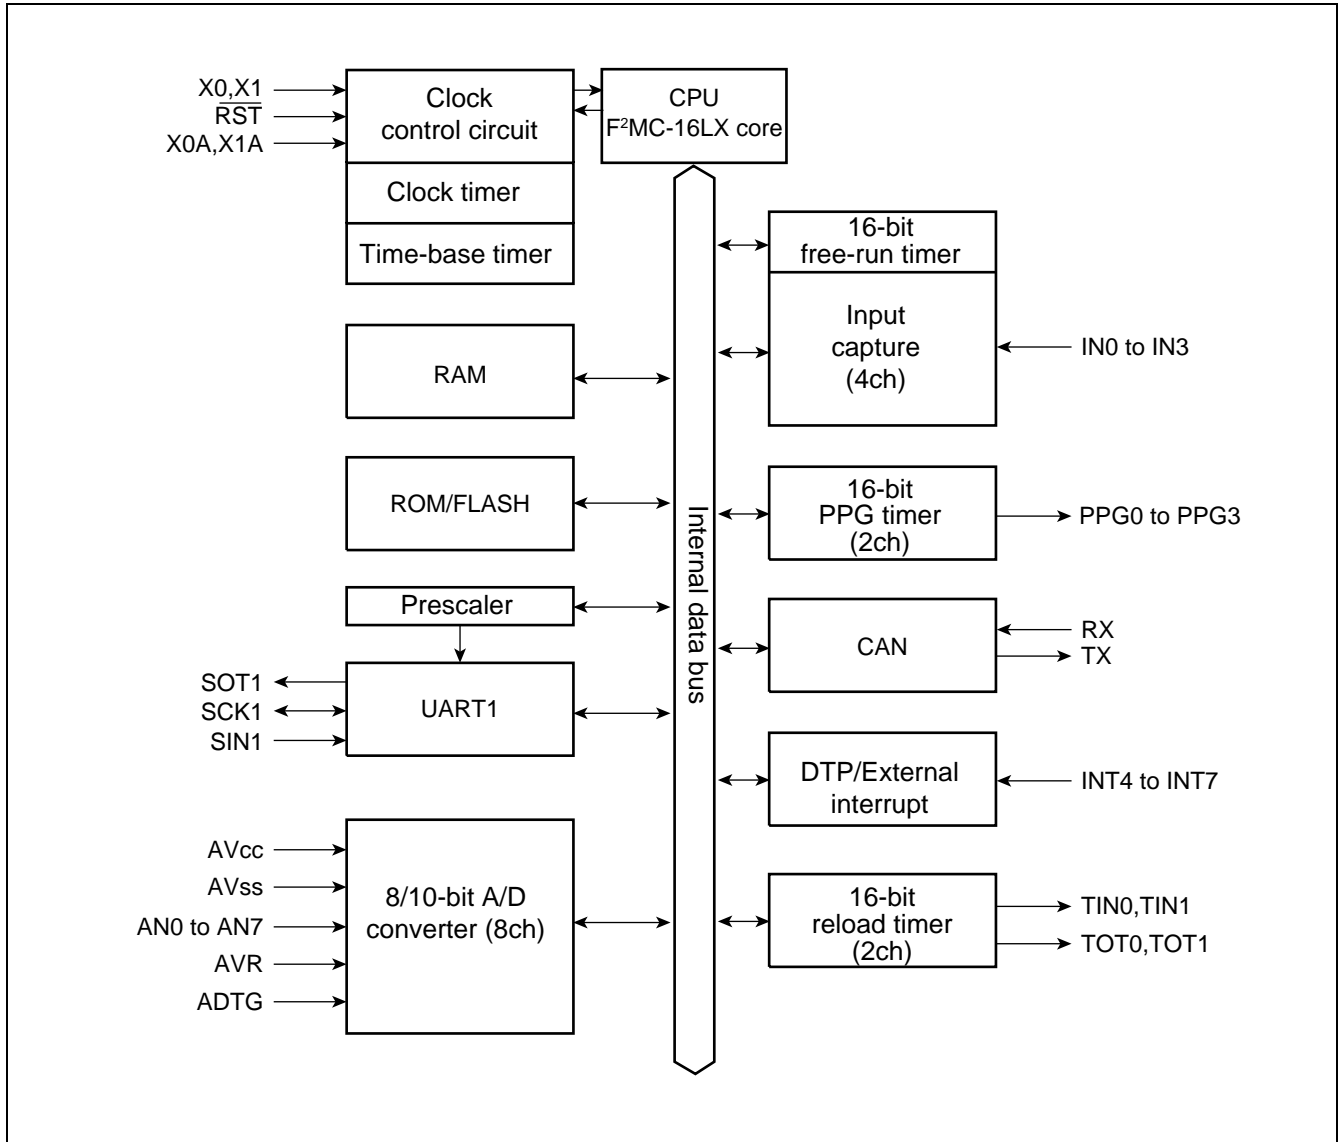 X0,X1
RST
X0A,X1A
Clock
control circuit
Clock timer
Time-base timer
CPU
F²MC-16LX core
RAM
ROM/FLASH
Prescaler
SOT1
SCK1
SIN1
UART1
AVcc
AVss
AN0 to AN7
AVR
ADTG
8/10-bit A/D
converter (8ch)
Internal data bus
16-bit
free-run timer
Input
capture
(4ch)
IN0 to IN3
16-bit
PPG timer
(2ch)
PPG0 to PPG3
CAN
RX
TX
DTP/External
interrupt
INT4 to INT7
16-bit
reload timer
(2ch)
TIN0,TIN1
TOT0,TOT1